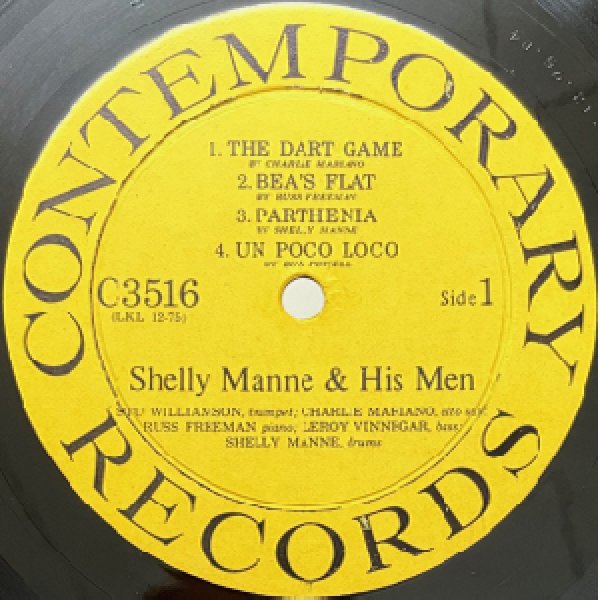 CONTEMPORARY
1. THE DART GAME
BY CHARLIE MARIANO
2. BEA'S FLAT
BY RUSS FREEMAN
3. PARTHENIA
BY SHELLY MANNE
4. UN POCO LOCO
BY
C3516
(LKL 12-75)
Side 1
Shelly Manne & His Men
STU WILLIAMSON, trumpet; CHARLIE MARIANO, alto sax;
RUSS FREEMAN piano; LEROY VINNEGAR, bass;
SHELLY MANNE, drums
RECORDS